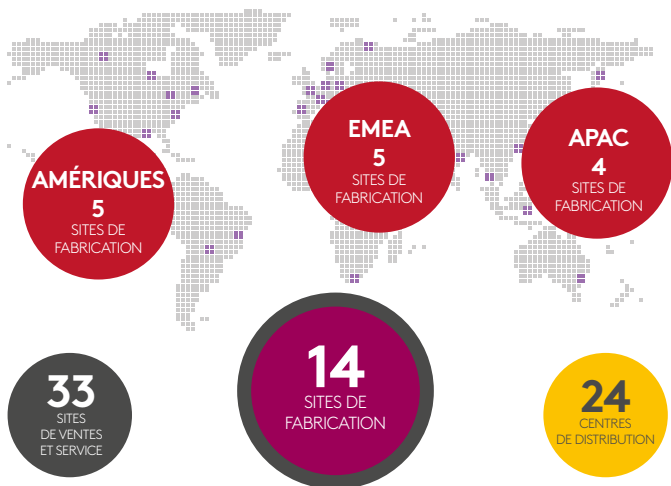 AMÉRIQUES
5
SITES DE
FABRICATION
EMEA
5
SITES DE
FABRICATION
APAC
4
SITES DE
FABRICATION
33
SITES
DE VENTES
ET SERVICE
14
SITES DE
FABRICATION
24
CENTRES
DE DISTRIBUTION